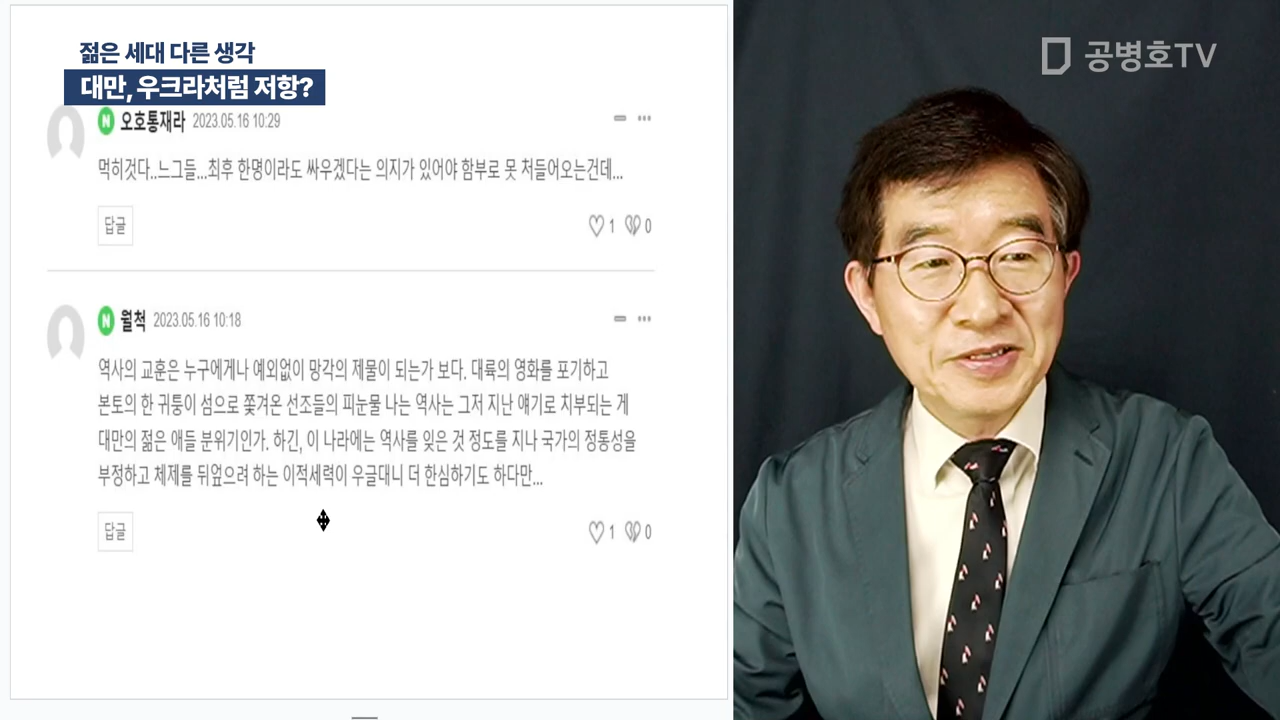 젊은 세대 다른 생각
대만, 우크라처럼 저항?
공병호TV
N 오호통재라 2023.05.16 10:29
먹히것다..느그들...최후 한명이라도 싸우겠다는 의지가 있어야 함부로 못 처들어오는건데...
답글
1 0
N 월척 2023.05.16 10:18
역사의 교훈은 누구에게나 예외없이 망각의 제물이 되는가 보다. 대륙의 영화를 포기하고
본토의 한 귀퉁이 섬으로 쫓겨온 선조들의 피눈물 나는 역사는 그저 지난 얘기로 치부되는 게
대만의 젊은 애들 분위기인가. 하긴, 이 나라에는 역사를 잊은 것 정도를 지나 국가의 정통성을
부정하고 체제를 뒤엎으려 하는 이적세력이 우글대니 더 한심하기도 하다만...
답글
1 0